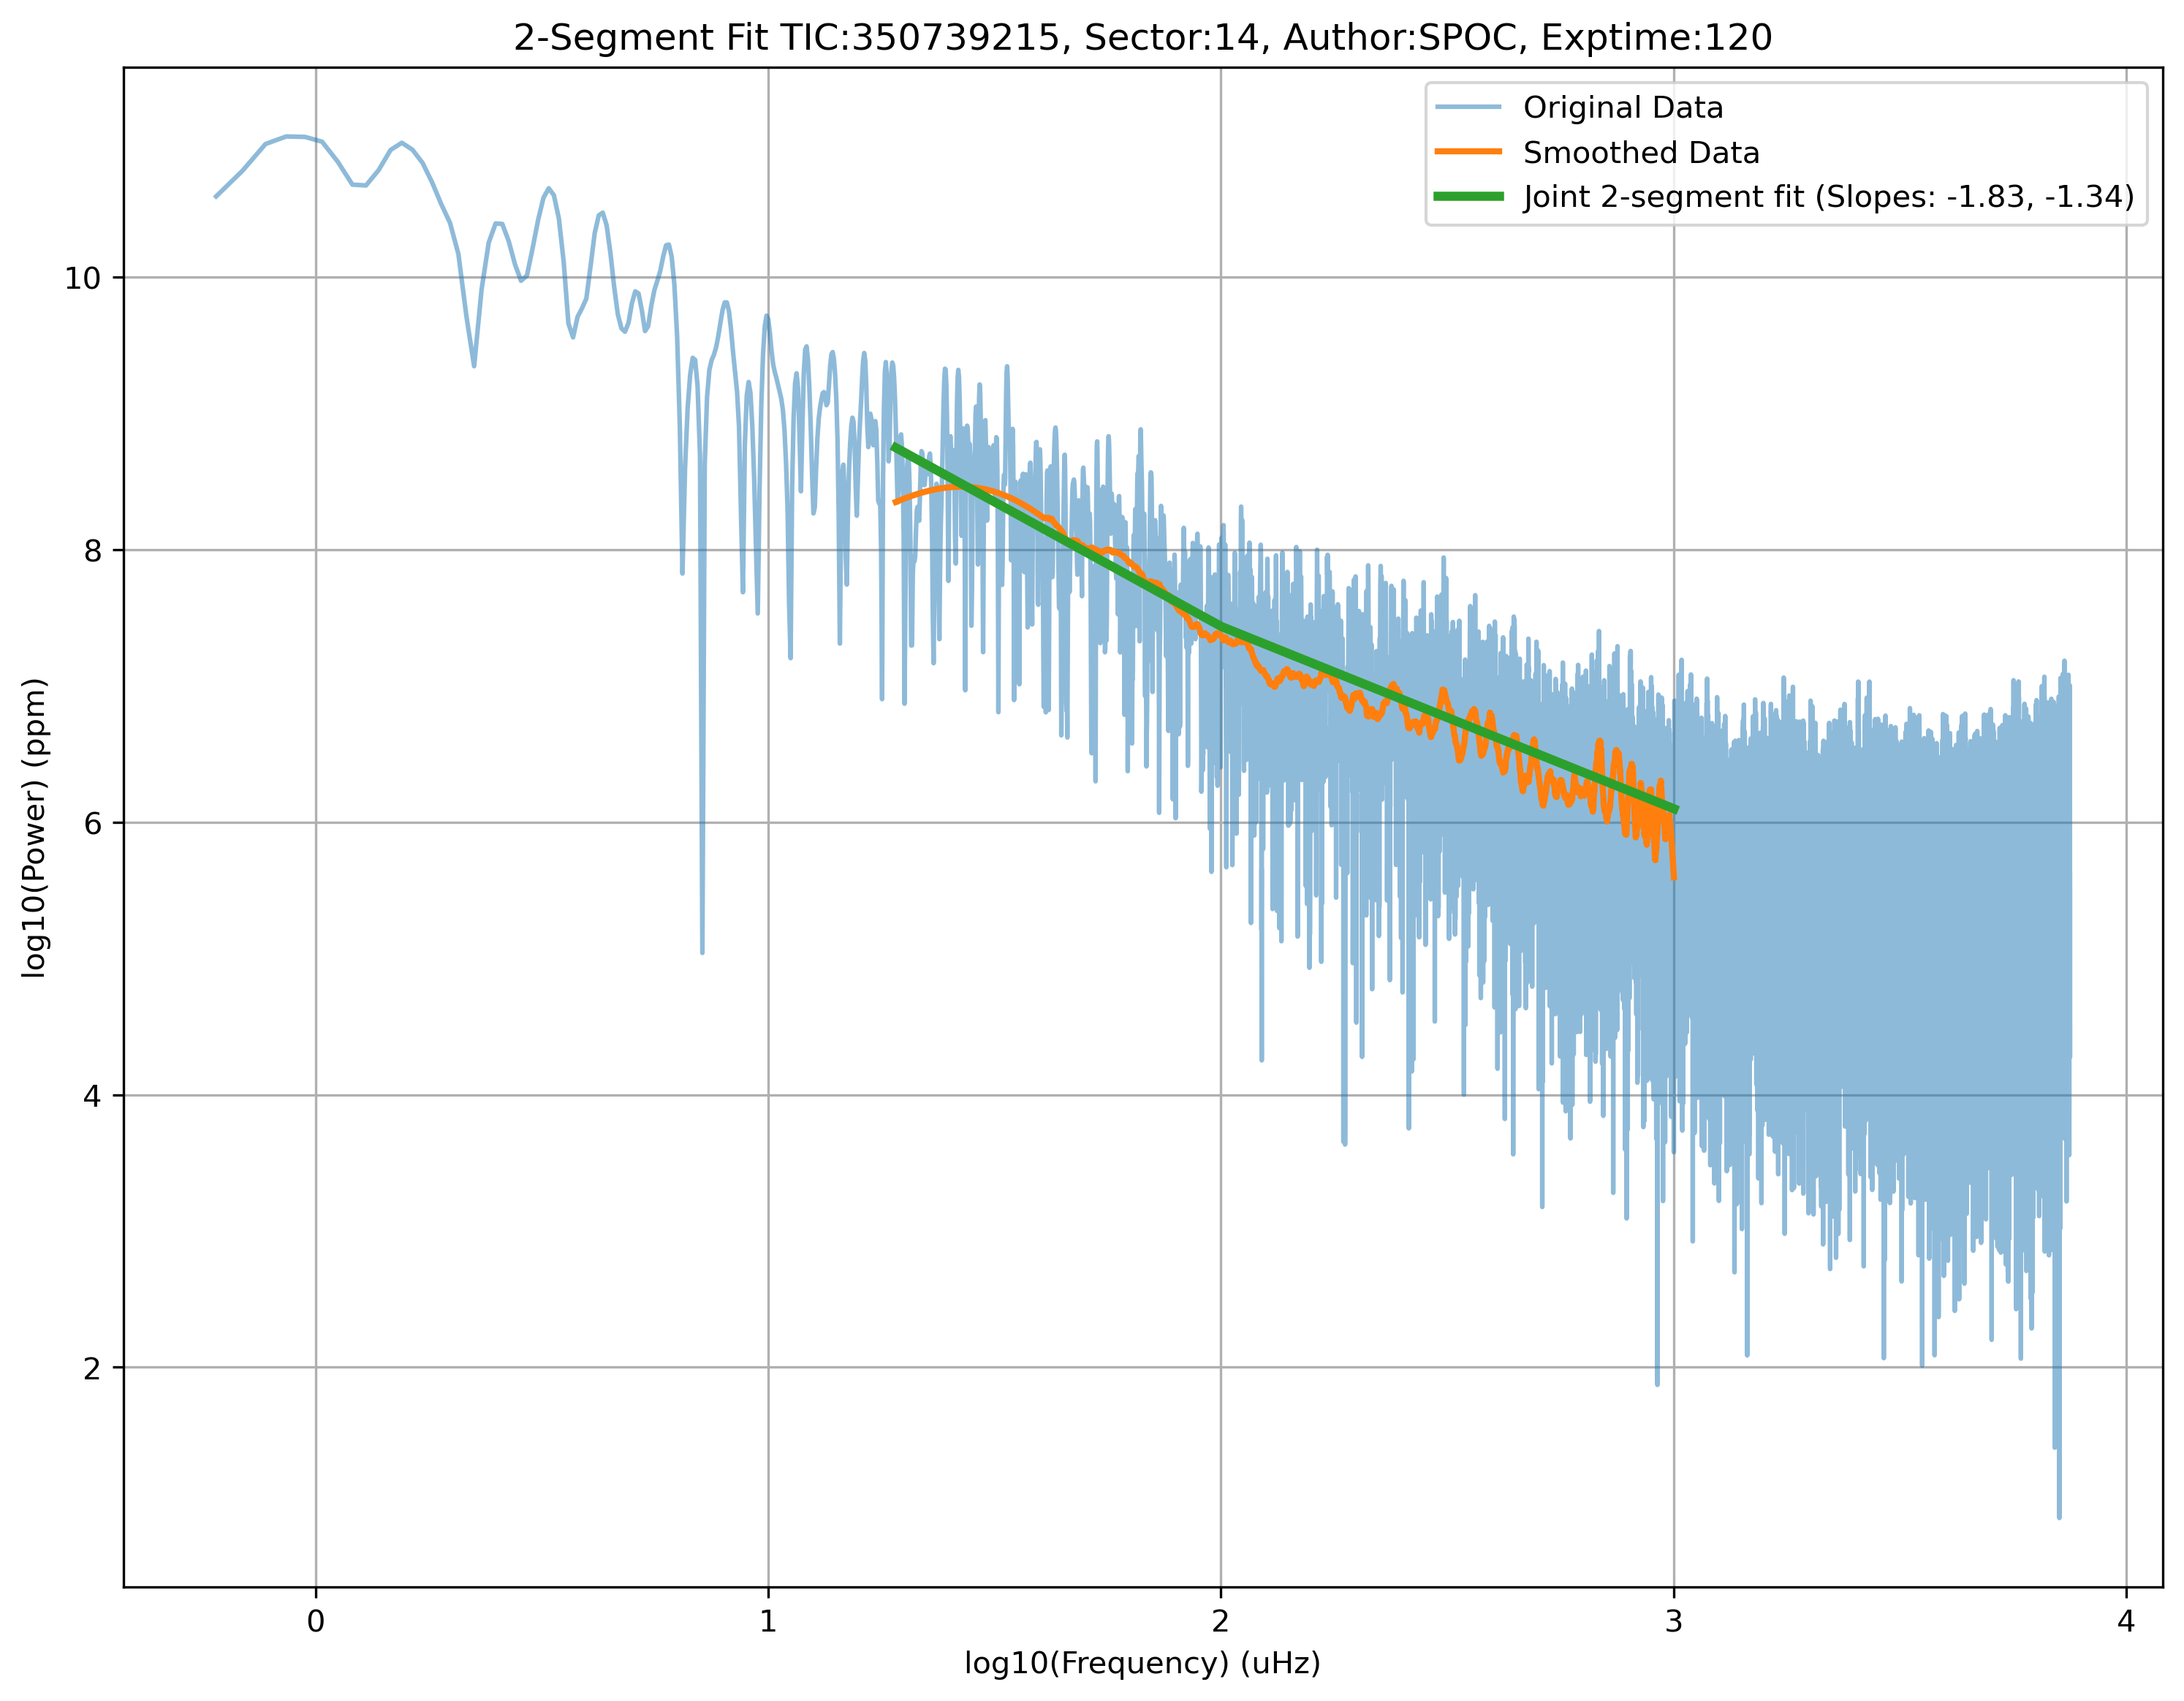 2-Segment Fit TIC:350739215, Sector:14, Author:SPOC, Exptime:120
Original Data
Smoothed Data
Joint 2-segment fit (Slopes: -1.83, -1.34)
10
8
6
4
2
log10(Power) (ppm)
0 1 2 3 4
log10(Frequency) (uHz)